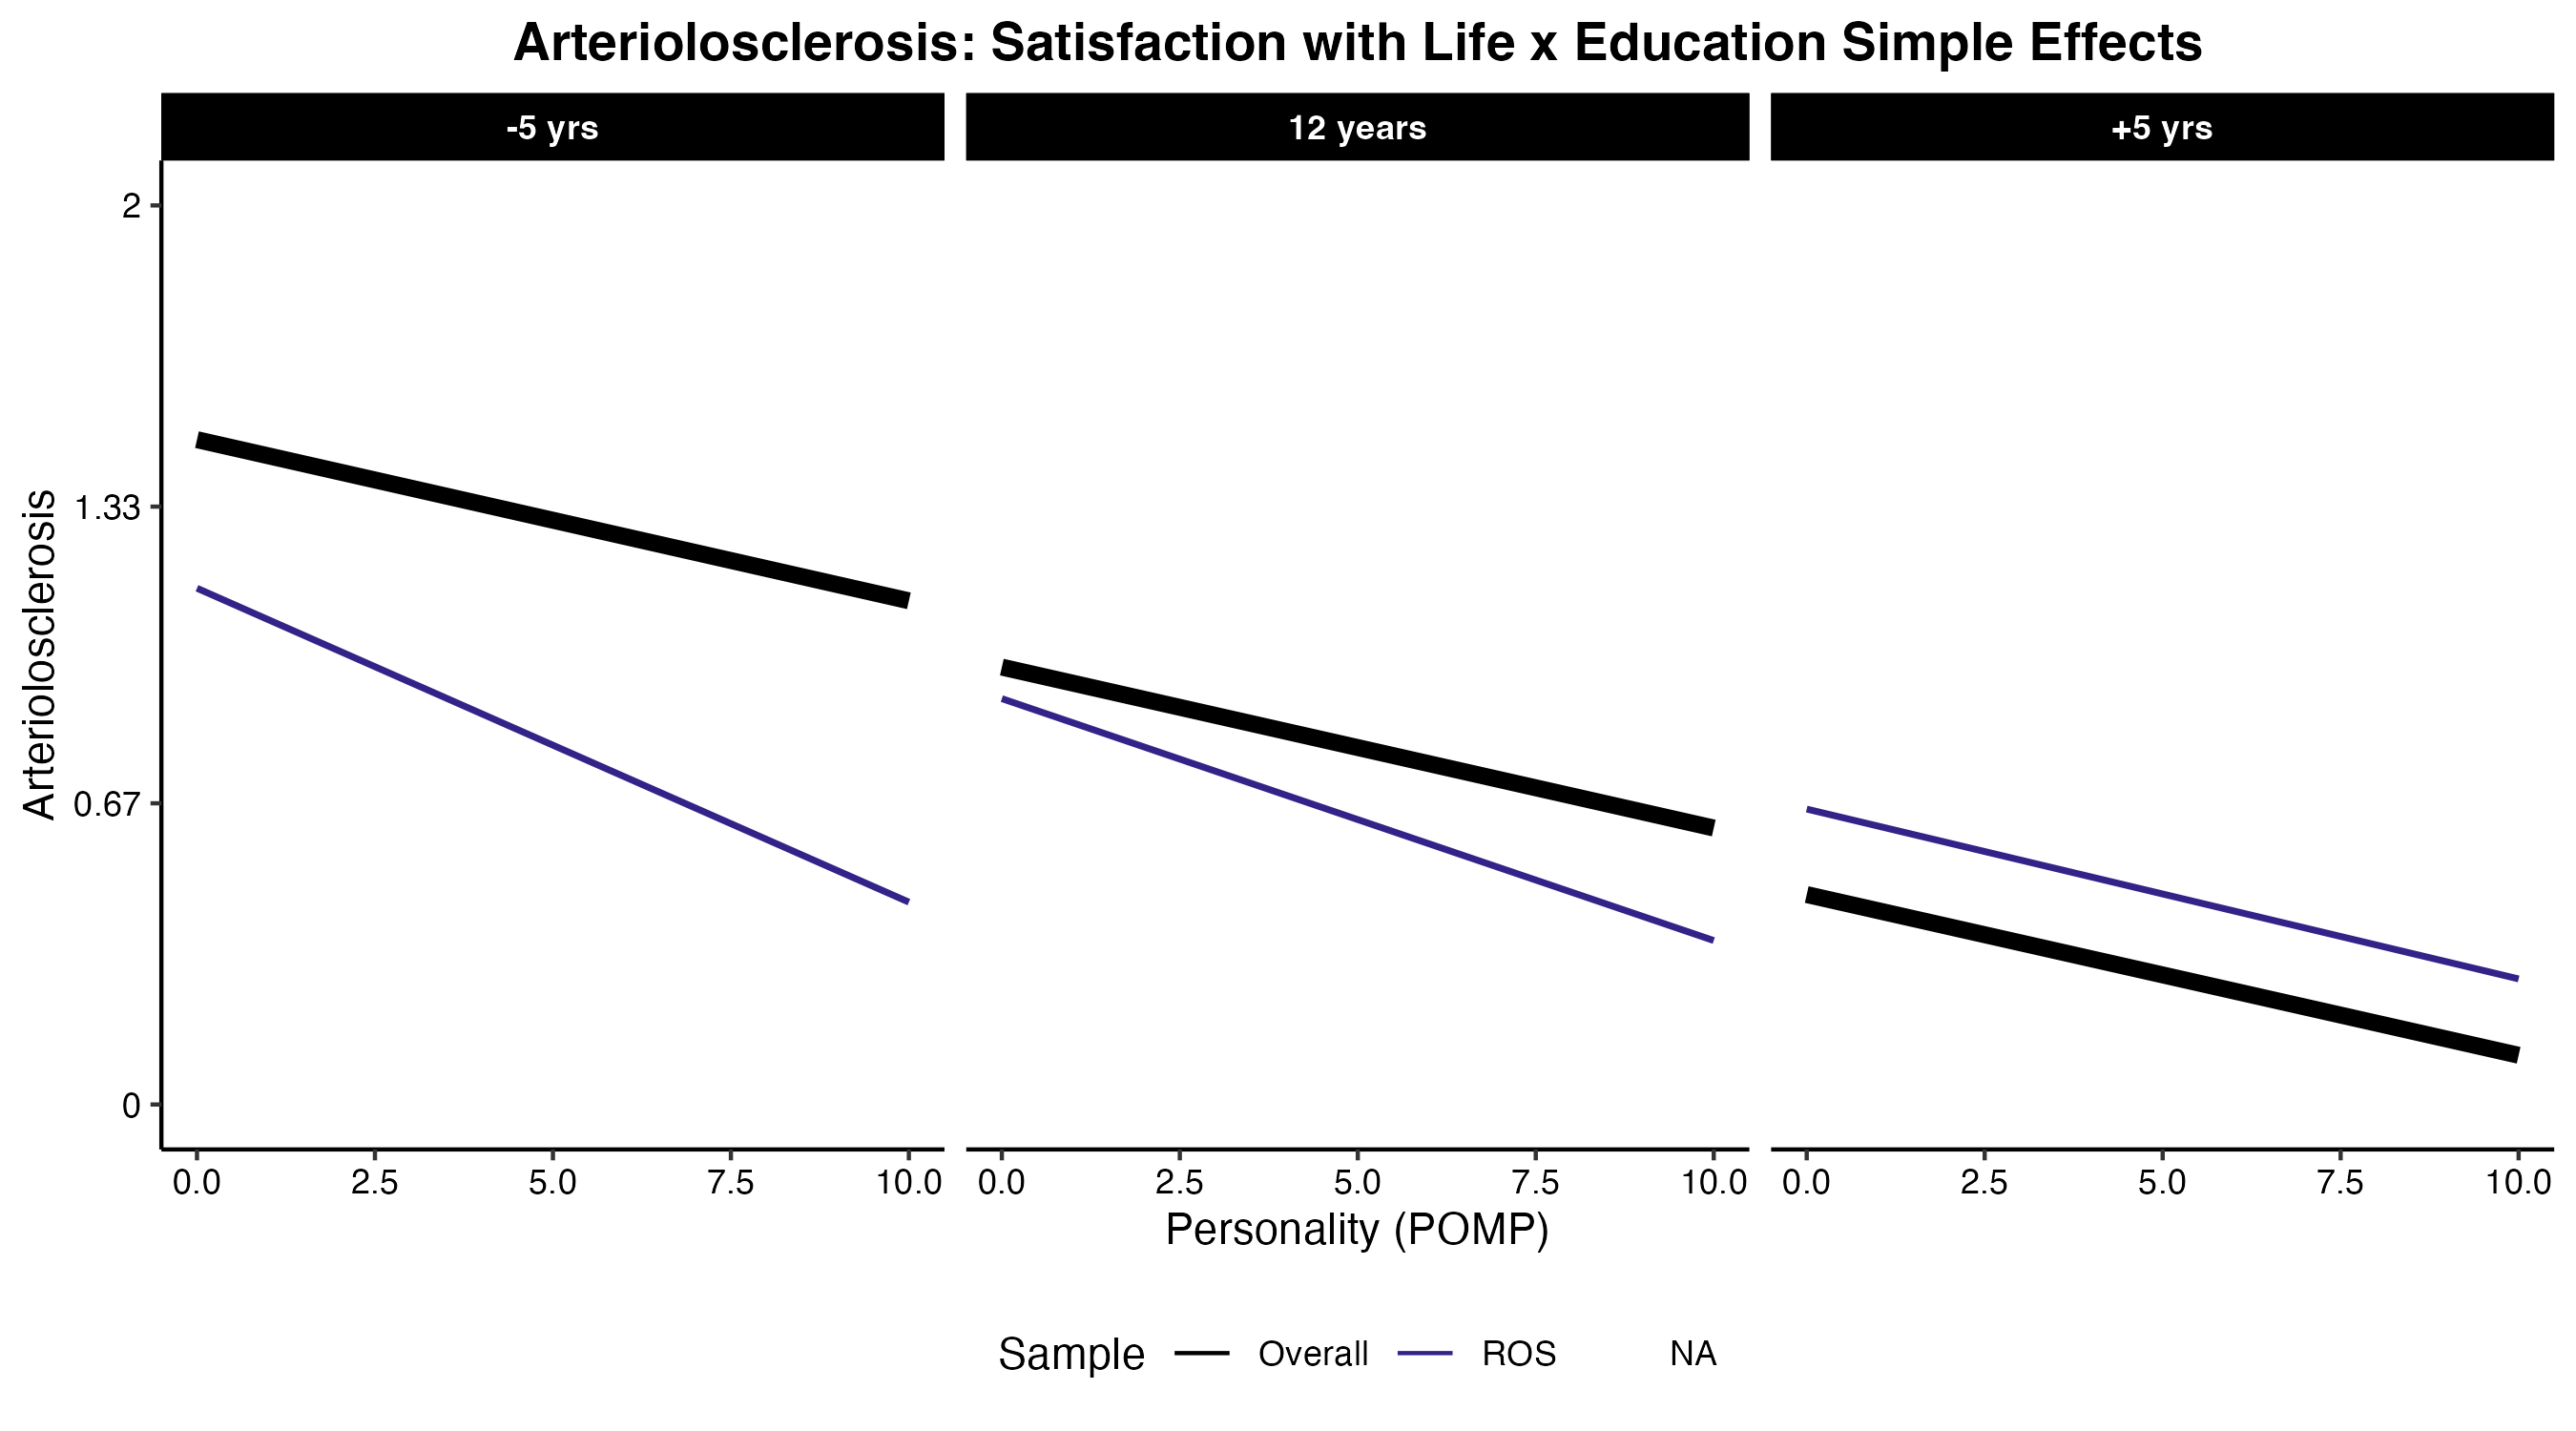 Arteriolosclerosis: Satisfaction with Life x Education Simple Effects
-5 yrs
12 years
+5 yrs
Arteriolosclerosis
2
1.33
0.67
0
0.0 2.5 5.0 7.5 10.0
0.0 2.5 5.0 7.5 10.0
0.0 2.5 5.0 7.5 10.0
Personality (POMP)
Sample Overall ROS NA